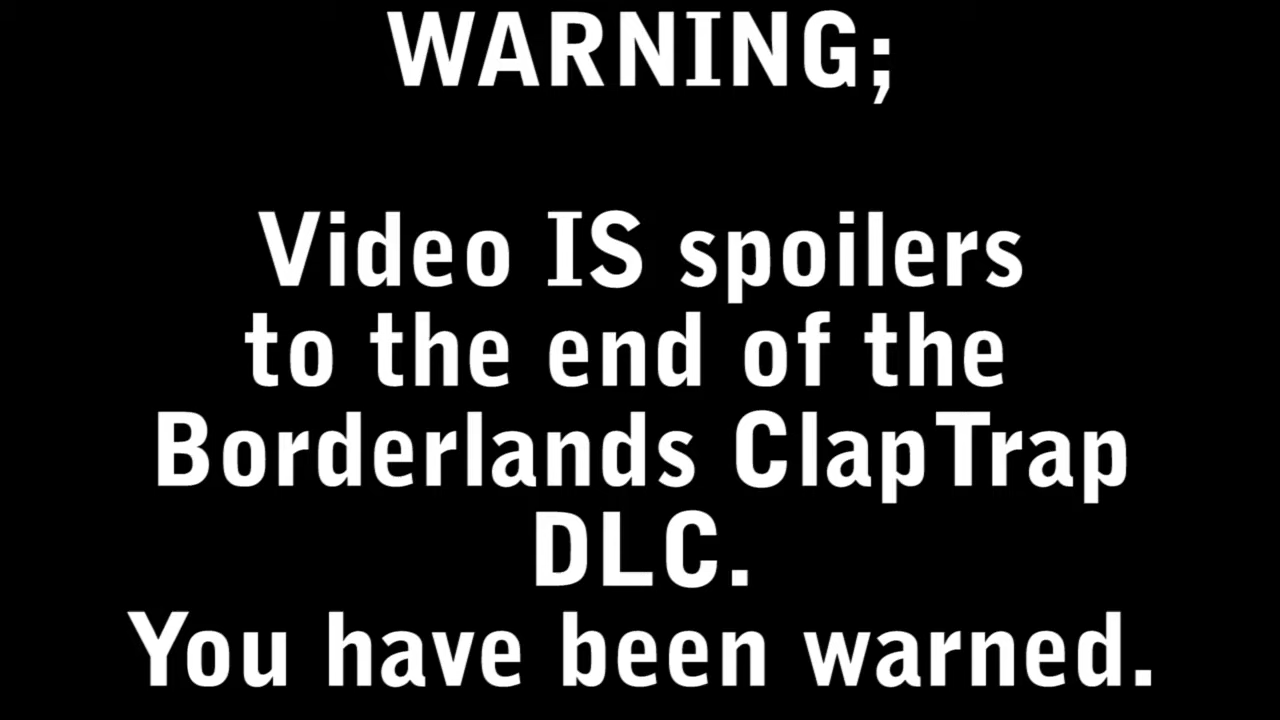 WARNING;
Video IS spoilers
to the end of the
Borderlands ClapTrap
DLC.
You have been warned.